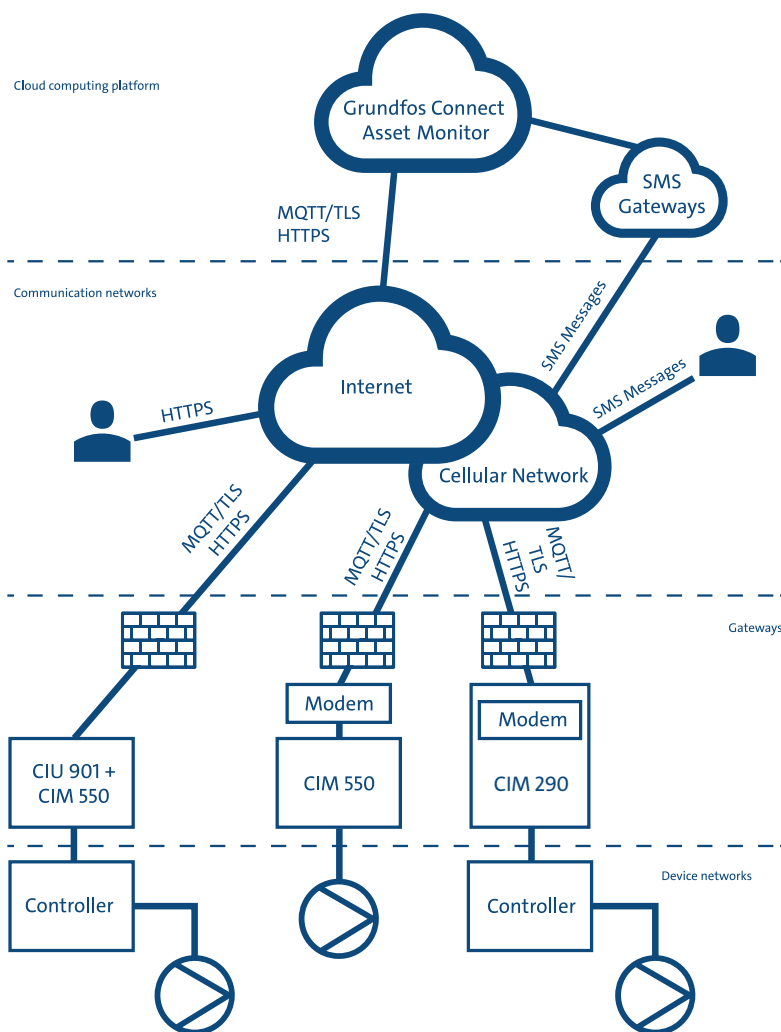 Cloud computing platform
Grundfos Connect
Asset Monitor
SMS
Gateways
MQTT/TLS
HTTPS
Communication networks
SMS Messages
SMS Messages
Internet
HTTPS
Cellular Network
MQTT/TLS
HTTPS
MQTT/TLS
HTTPS
MQTT/
TLS
HTTPS
Gateways
Modem
Modem
CIU 901 +
CIM 550
CIM 550
CIM 290
Device networks
Controller
Controller